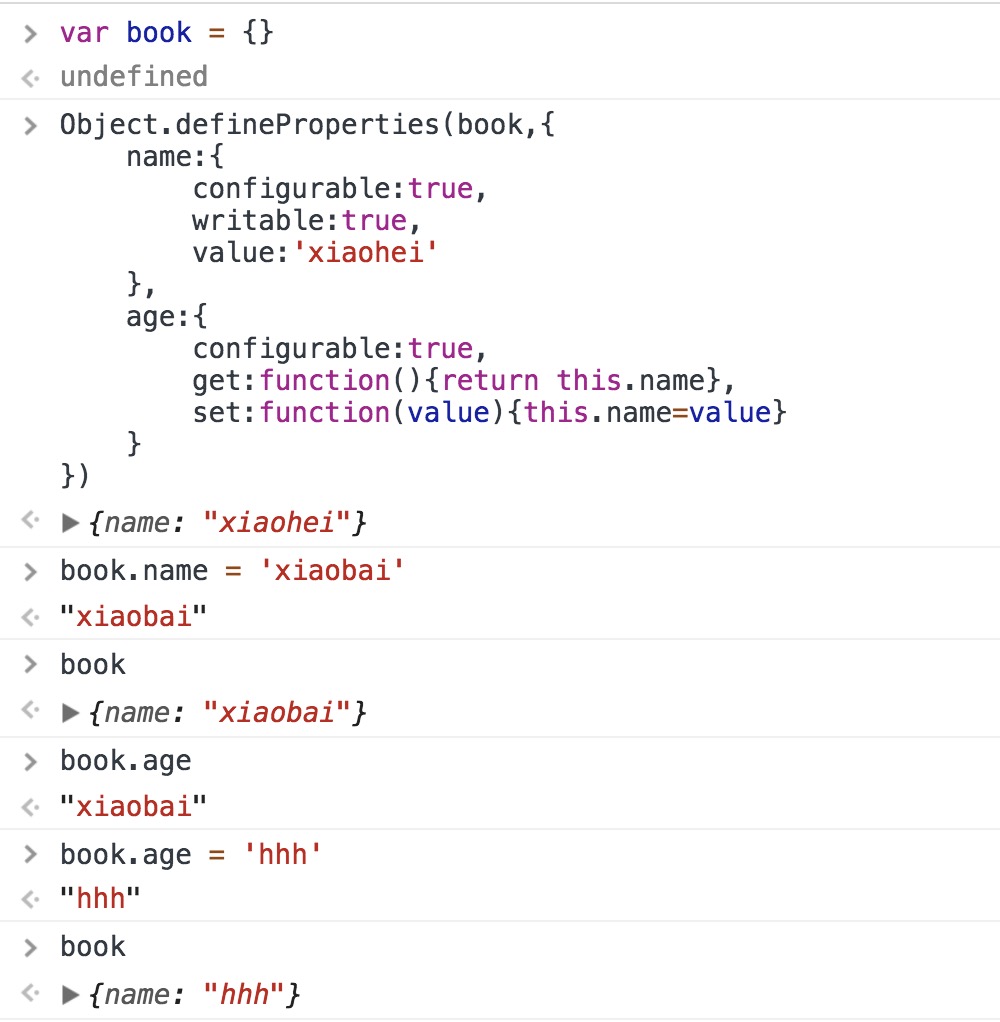 > var book = {}
<· undefined
> Object.defineProperties(book,{
    name:{
        configurable:true,
        writable:true,
        value:'xiaohei'
    },
    age:{
        configurable:true,
        get:function(){return this.name},
        set:function(value){this.name=value}
    }
})
<· ▶ {name: "xiaohei"}
> book.name = 'xiaobai'
<· "xiaobai"
> book
<· ▶ {name: "xiaobai"}
> book.age
<· "xiaobai"
> book.age = 'hhh'
<· "hhh"
> book
<· ▶ {name: "hhh"}